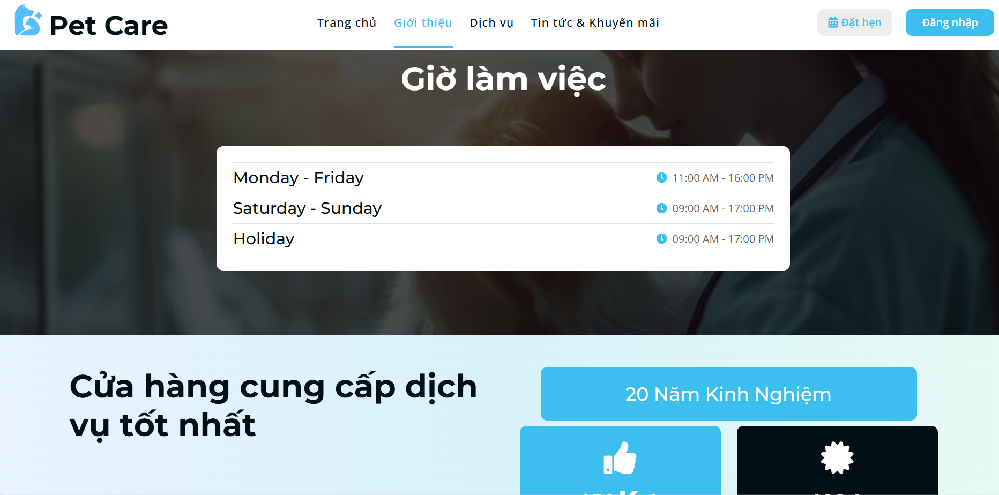 Pet Care
Trang chủ
Giới thiệu
Dịch vụ
Tin tức & Khuyến mãi
Đặt hẹn
Đăng nhập
Giờ làm việc
Monday - Friday
11:00 AM - 16:00 PM
Saturday - Sunday
09:00 AM - 17:00 PM
Holiday
09:00 AM - 17:00 PM
Cửa hàng cung cấp dịch
vụ tốt nhất
20 Năm Kinh Nghiệm